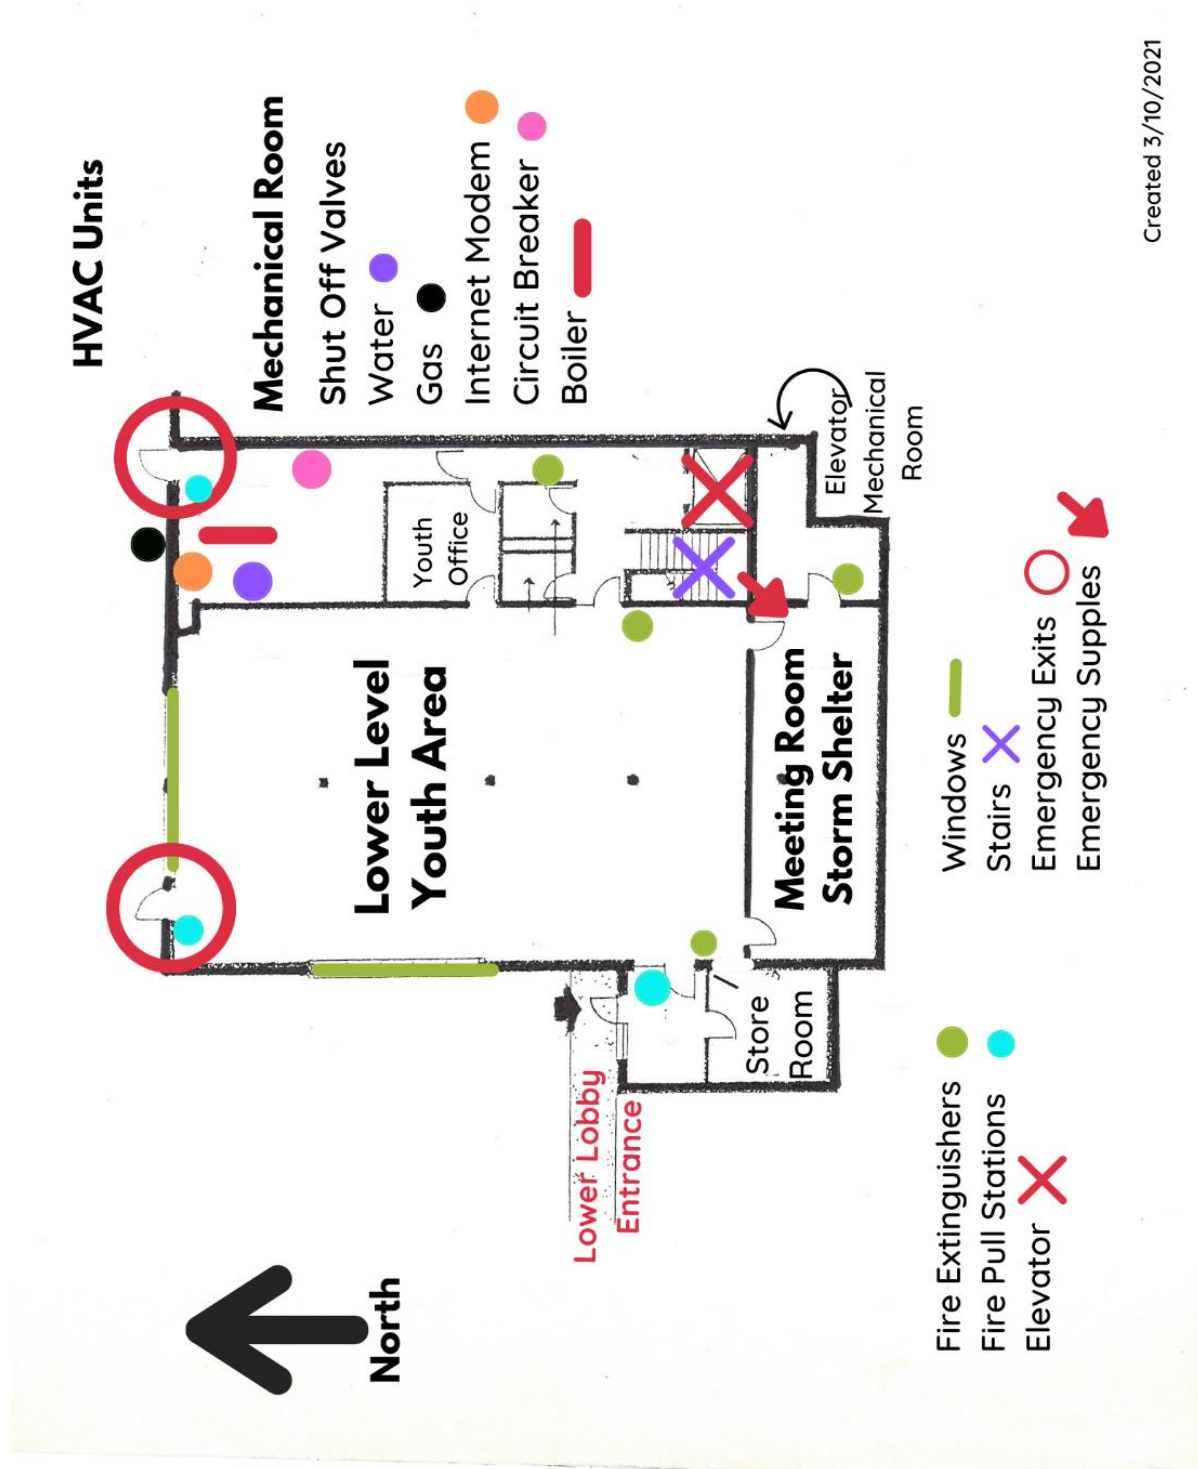 HVAC Units
Mechanical Room
Shut Off Valves
Water
Gas
Internet Modem
Circuit Breaker
Boiler
Youth
Office
Lower Level
Youth Area
Elevator
Mechanical
Room
Meeting Room
Storm Shelter
Store
Room
Lower Lobby
Entrance
North
Fire Extinguishers
Fire Pull Stations
Elevator
Windows
Stairs
Emergency Exits
Emergency Supples
Created 3/10/2021